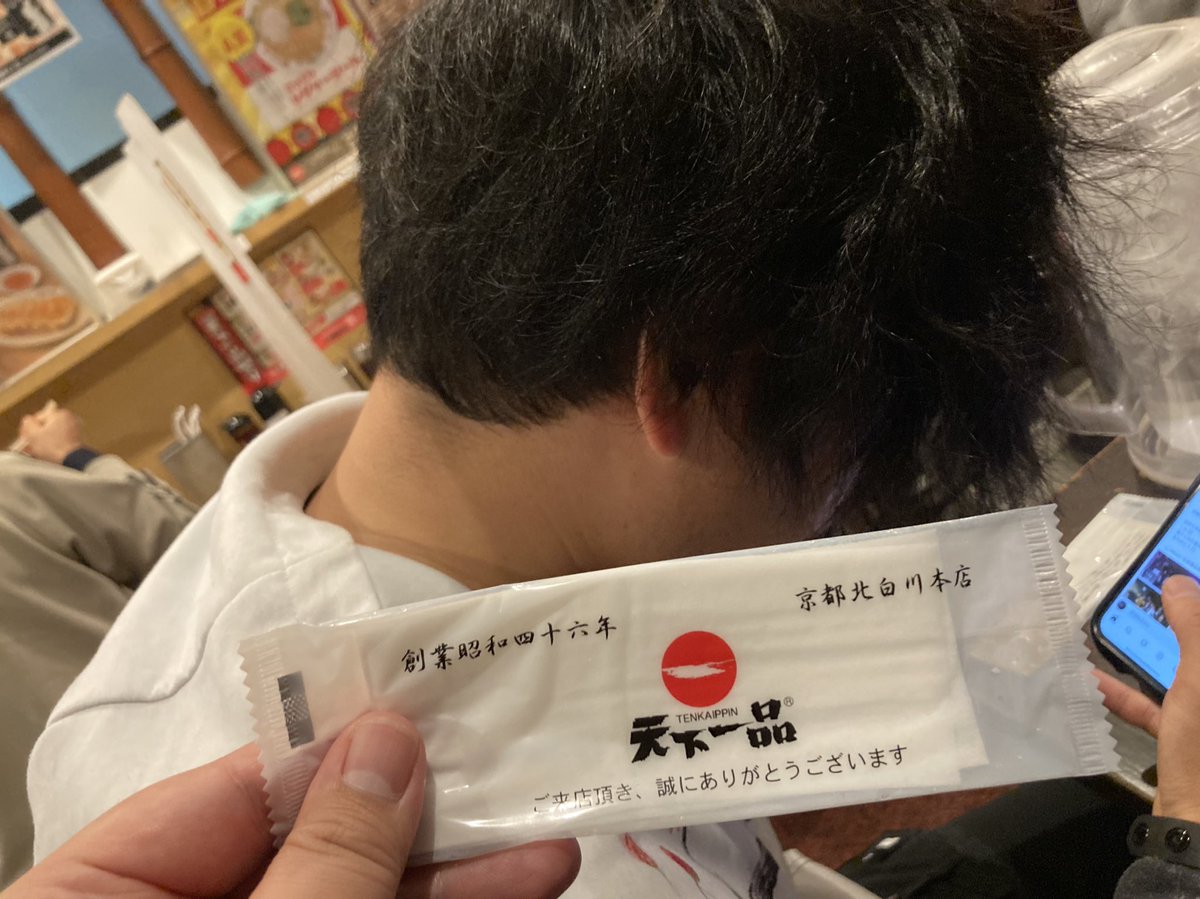 創業昭和四十六年
京都北白川本店
TENKAIPPIN
天下一品®
ご来店頂き、誠にありがとうございます